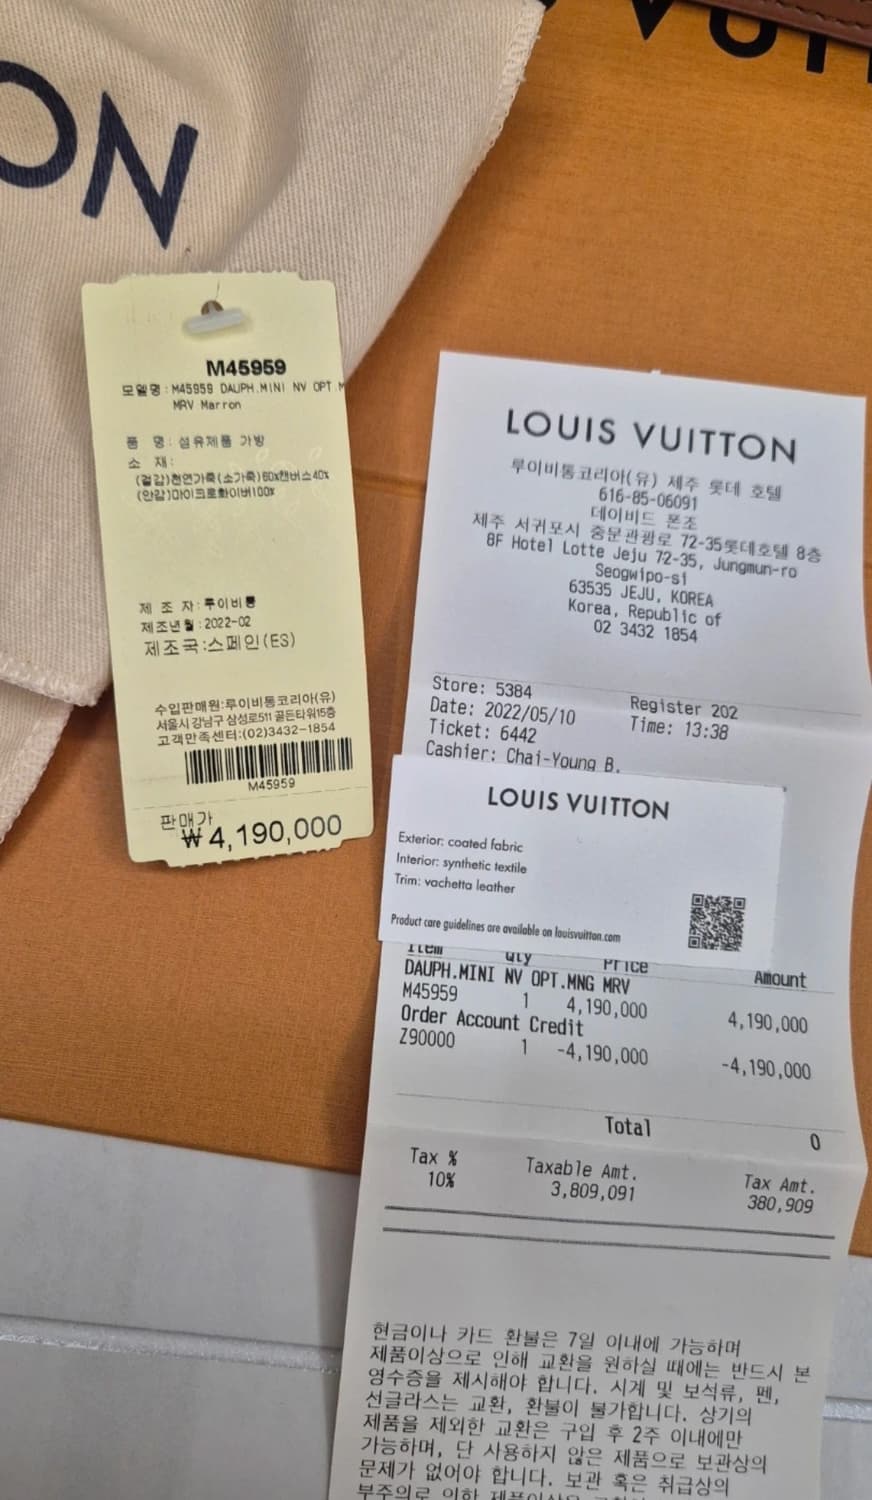 ON
VUIT
M45959
모델명 : M45959 DAUPH.MINI NV OPT M
MRV Marron
품 명: 섬유제품 가방
소 재:
(겉감)천연가죽(소가죽)60%캔버스40%
(안감)마이크로화이버100%
제 조 자:루이비통
제조년월:2022-02
제조국:스페인(ES)
수입판매원:루이비통코리아(유)
서울시 강남구 삼성로511 골든타워15층
고객만족센터:(02)3432-1854
M45959
판매가
₩4,190,000
LOUIS VUITTON
루이비통코리아(유) 제주 롯데 호텔
616-85-06091
데이비드 폰조
제주 서귀포시 중문관광로 72-35롯데호텔 8층
8F Hotel Lotte Jeju 72-35, Jungmun-ro
Seogwipo-si
63535 JEJU, KOREA
Korea, Republic of
02 3432 1854
Store: 5384 Register 202
Date: 2022/05/10 Time: 13:38
Ticket: 6442
Cashier: Chai-Young B.
LOUIS VUITTON
Exterior: coated fabric
Interior: synthetic textile
Trim: vachetta leather
Product care guidelines are available on louisvuitton.com
Item Qty Price Amount
DAUPH.MINI NV OPT.MNG MRV
M45959 1 4,190,000 4,190,000
Order Account Credit
Z90000 1 -4,190,000 -4,190,000
Total 0
Tax % Taxable Amt. Tax Amt.
10% 3,809,091 380,909
현금이나 카드 환불은 7일 이내에 가능하며
제품이상으로 인해 교환을 원하실 때에는 반드시 본
영수증을 제시해야 합니다. 시계 및 보석류, 펜,
선글라스는 교환, 환불이 불가합니다. 상기의
제품을 제외한 교환은 구입 후 2주 이내에만
가능하며, 단 사용하지 않은 제품으로 보관상의
문제가 없어야 합니다. 보관 혹은 취급상의
부주의로 인한 제품이상은